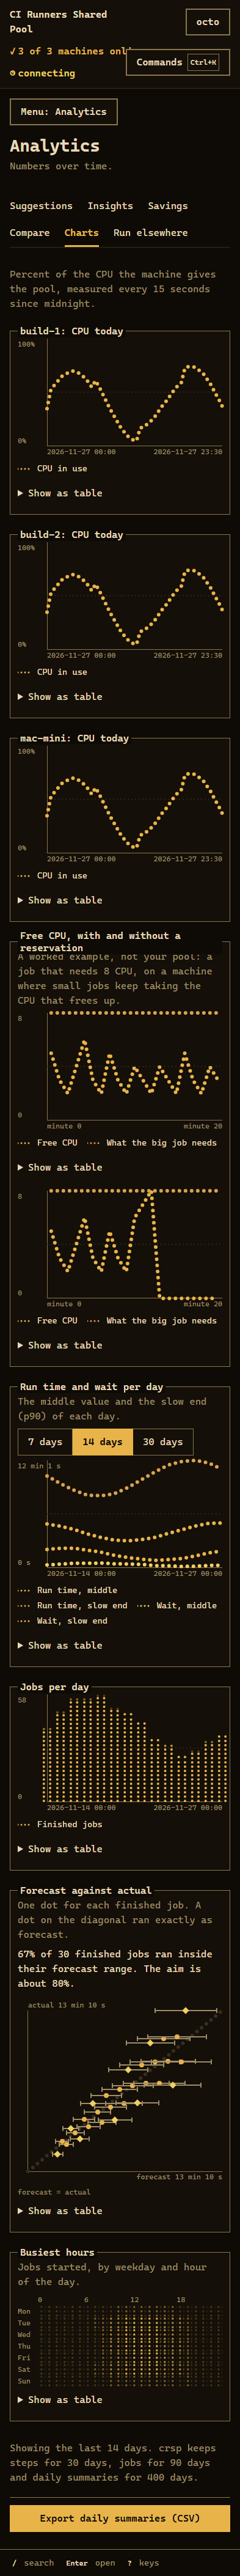 CI Runners Shared
Pool
octo
√ 3 of 3 machines onl
connecting
Commands Ctrl+K
Menu: Analytics
Analytics
Numbers over time.
Suggestions Insights Savings
Compare Charts Run elsewhere
Percent of the CPU the machine gives
the pool, measured every 15 seconds
since midnight.
build-1: CPU today
100%
0%
2026-11-27 00:00 2026-11-27 23:30
CPU in use
▶ Show as table
build-2: CPU today
100%
0%
2026-11-27 00:00 2026-11-27 23:30
CPU in use
▶ Show as table
mac-mini: CPU today
100%
0%
2026-11-27 00:00 2026-11-27 23:30
CPU in use
▶ Show as table
Free CPU, with and without a
reservation
A worked example, not your pool: a
job that needs 8 CPU, on a machine
where small jobs keep taking the
CPU that frees up.
8
0
minute 0 minute 20
Free CPU What the big job needs
▶ Show as table
8
0
minute 0 minute 20
Free CPU What the big job needs
▶ Show as table
Run time and wait per day
The middle value and the slow end
(p90) of each day.
7 days 14 days 30 days
12 min 1 s
0 s
2026-11-14 00:00 2026-11-27 00:00
Run time, middle
Run time, slow end Wait, middle
Wait, slow end
▶ Show as table
Jobs per day
58
0
2026-11-14 00:00 2026-11-27 00:00
Finished jobs
▶ Show as table
Forecast against actual
One dot for each finished job. A
dot on the diagonal ran exactly as
forecast.
67% of 30 finished jobs ran inside
their forecast range. The aim is
about 80%.
actual 13 min 10 s
forecast 13 min 10 s
forecast = actual
▶ Show as table
Busiest hours
Jobs started, by weekday and hour
of the day.
0 6 12 18
Mon
Tue
Wed
Thu
Fri
Sat
Sun
▶ Show as table
Showing the last 14 days. crsp keeps
steps for 30 days, jobs for 90 days
and daily summaries for 400 days.
Export daily summaries (CSV)
/ search Enter open ? keys